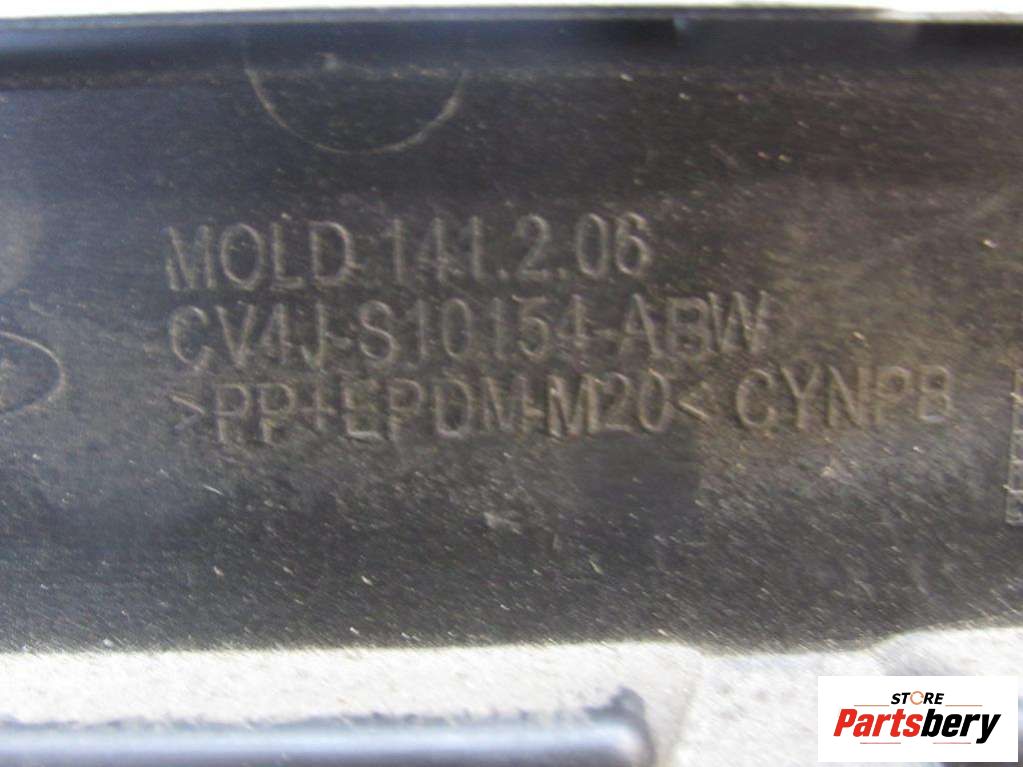 MOLD 141.2.06
CV4J-S10154-ABW
>PP+EPDM-M20< CYNPB
STORE
Partsbery